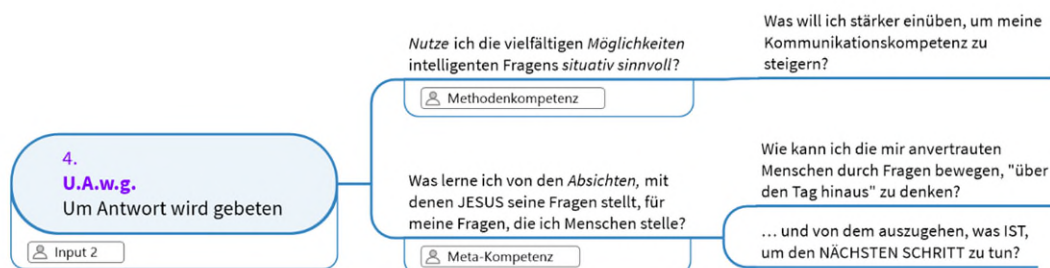 4.
U.A.w.g.
Um Antwort wird gebeten
Input 2
Nutze ich die vielfältigen Möglichkeiten
intelligenten Fragens situativ sinnvoll?
Methodenkompetenz
Was will ich stärker einüben, um meine
Kommunikationskompetenz zu
steigern?
Was lerne ich von den Absichten, mit
denen JESUS seine Fragen stellt, für
meine Fragen, die ich Menschen stelle?
Meta-Kompetenz
Wie kann ich die mir anvertrauten
Menschen durch Fragen bewegen, "über
den Tag hinaus" zu denken?
... und von dem auszugehen, was IST,
um den NÄCHSTEN SCHRITT zu tun?